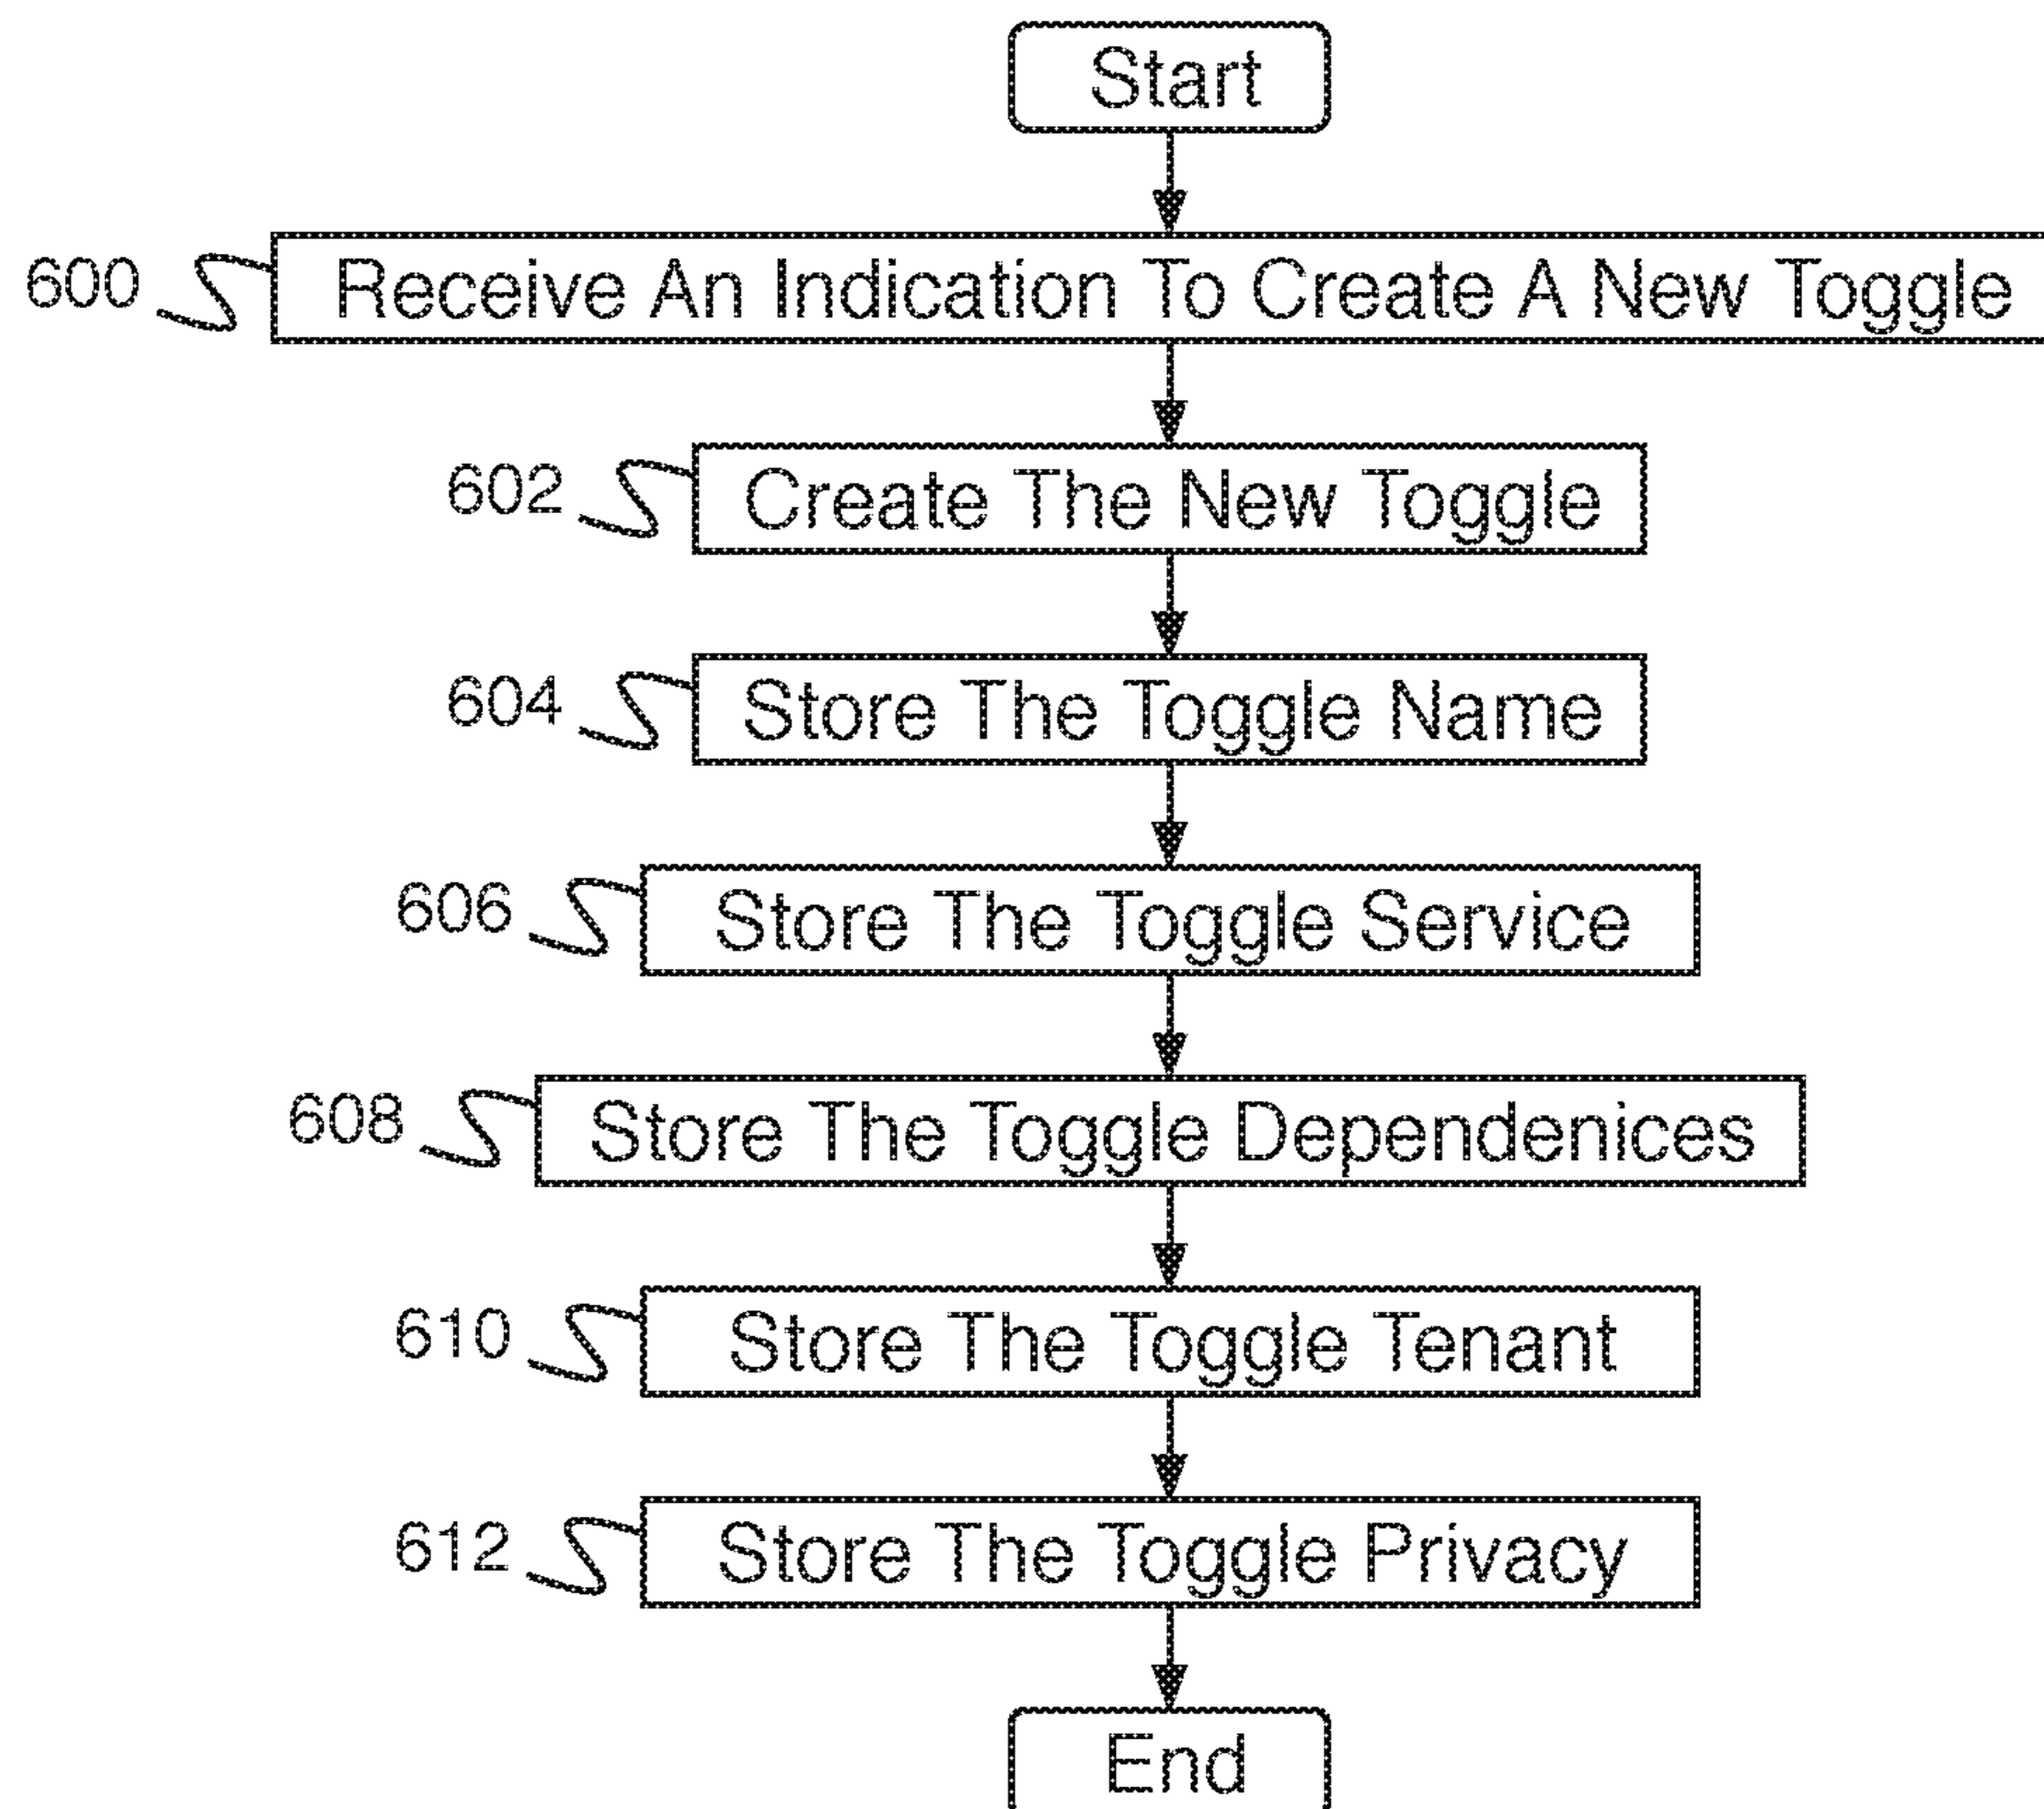 Start
600 Receive An Indication To Create A New Toggle
602 Create The New Toggle
604 Store The Toggle Name
606 Store The Toggle Service
608 Store The Toggle Dependenices
610 Store The Toggle Tenant
612 Store The Toggle Privacy
End